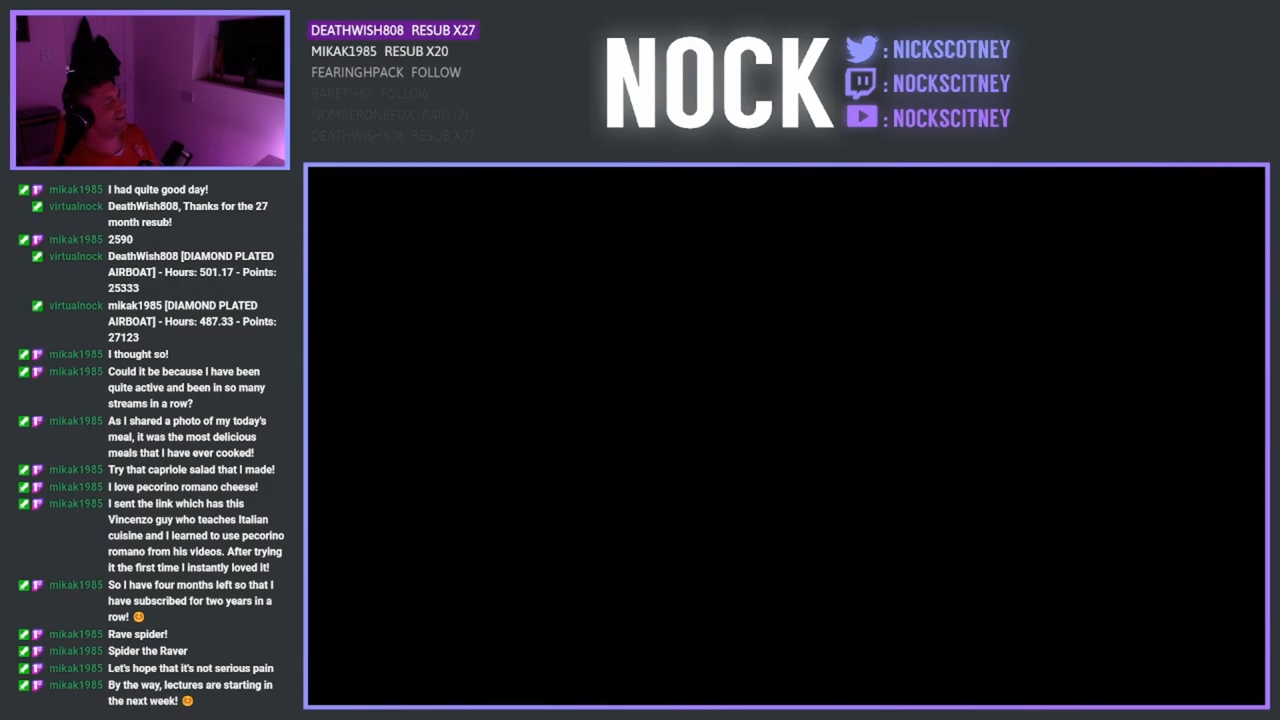 DEATHWISH808 RESUB X27
MIKAK1985 RESUB X20
FEARINGHPACK FOLLOW
BARETH87 FOLLOW
NOMBERONEFOX RAID (7)
DEATHWISH808 RESUB X27
NOCK
: NICKSCOTNEY
: NOCKSCITNEY
: NOCKSCITNEY
mikak1985 I had quite good day!
virtualnock DeathWish808, Thanks for the 27
month resub!
mikak1985 2590
virtualnock DeathWish808 [DIAMOND PLATED
AIRBOAT] - Hours: 501.17 - Points:
25333
virtualnock mikak1985 [DIAMOND PLATED
AIRBOAT] - Hours: 487.33 - Points:
27123
mikak1985 I thought so!
mikak1985 Could it be because I have been
quite active and been in so many
streams in a row?
mikak1985 As I shared a photo of my today's
meal, it was the most delicious
meals that I have ever cooked!
mikak1985 Try that capriole salad that I made!
mikak1985 I love pecorino romano cheese!
mikak1985 I sent the link which has this
Vincenzo guy who teaches Italian
cuisine and I learned to use pecorino
romano from his videos. After trying
it the first time I instantly loved it!
mikak1985 So I have four months left so that I
have subscribed for two years in a
row! 😊
mikak1985 Rave spider!
mikak1985 Spider the Raver
mikak1985 Let's hope that it's not serious pain
mikak1985 By the way, lectures are starting in
the next week! 😊